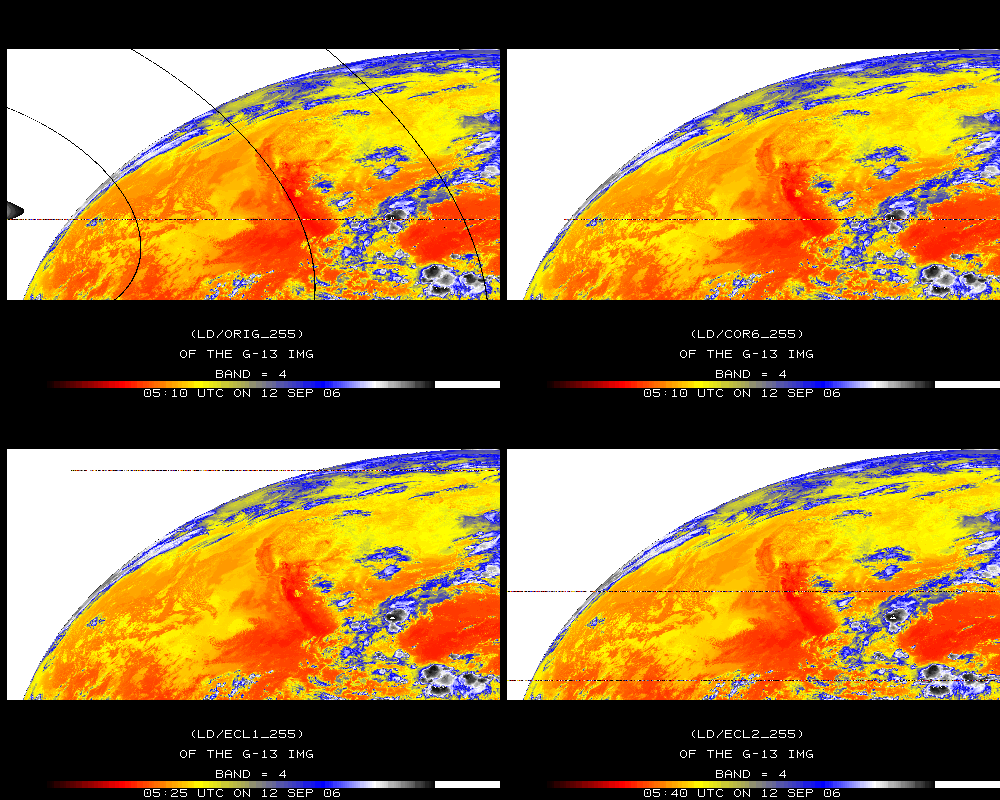 (LD/ORIG_255)
OF THE G-13 IMG
BAND = 4
05:10 UTC ON 12 SEP 06
(LD/COR6_255)
OF THE G-13 IMG
BAND = 4
05:10 UTC ON 12 SEP 06
(LD/ECL1_255)
OF THE G-13 IMG
BAND = 4
05:25 UTC ON 12 SEP 06
(LD/ECL2_255)
OF THE G-13 IMG
BAND = 4
05:40 UTC ON 12 SEP 06